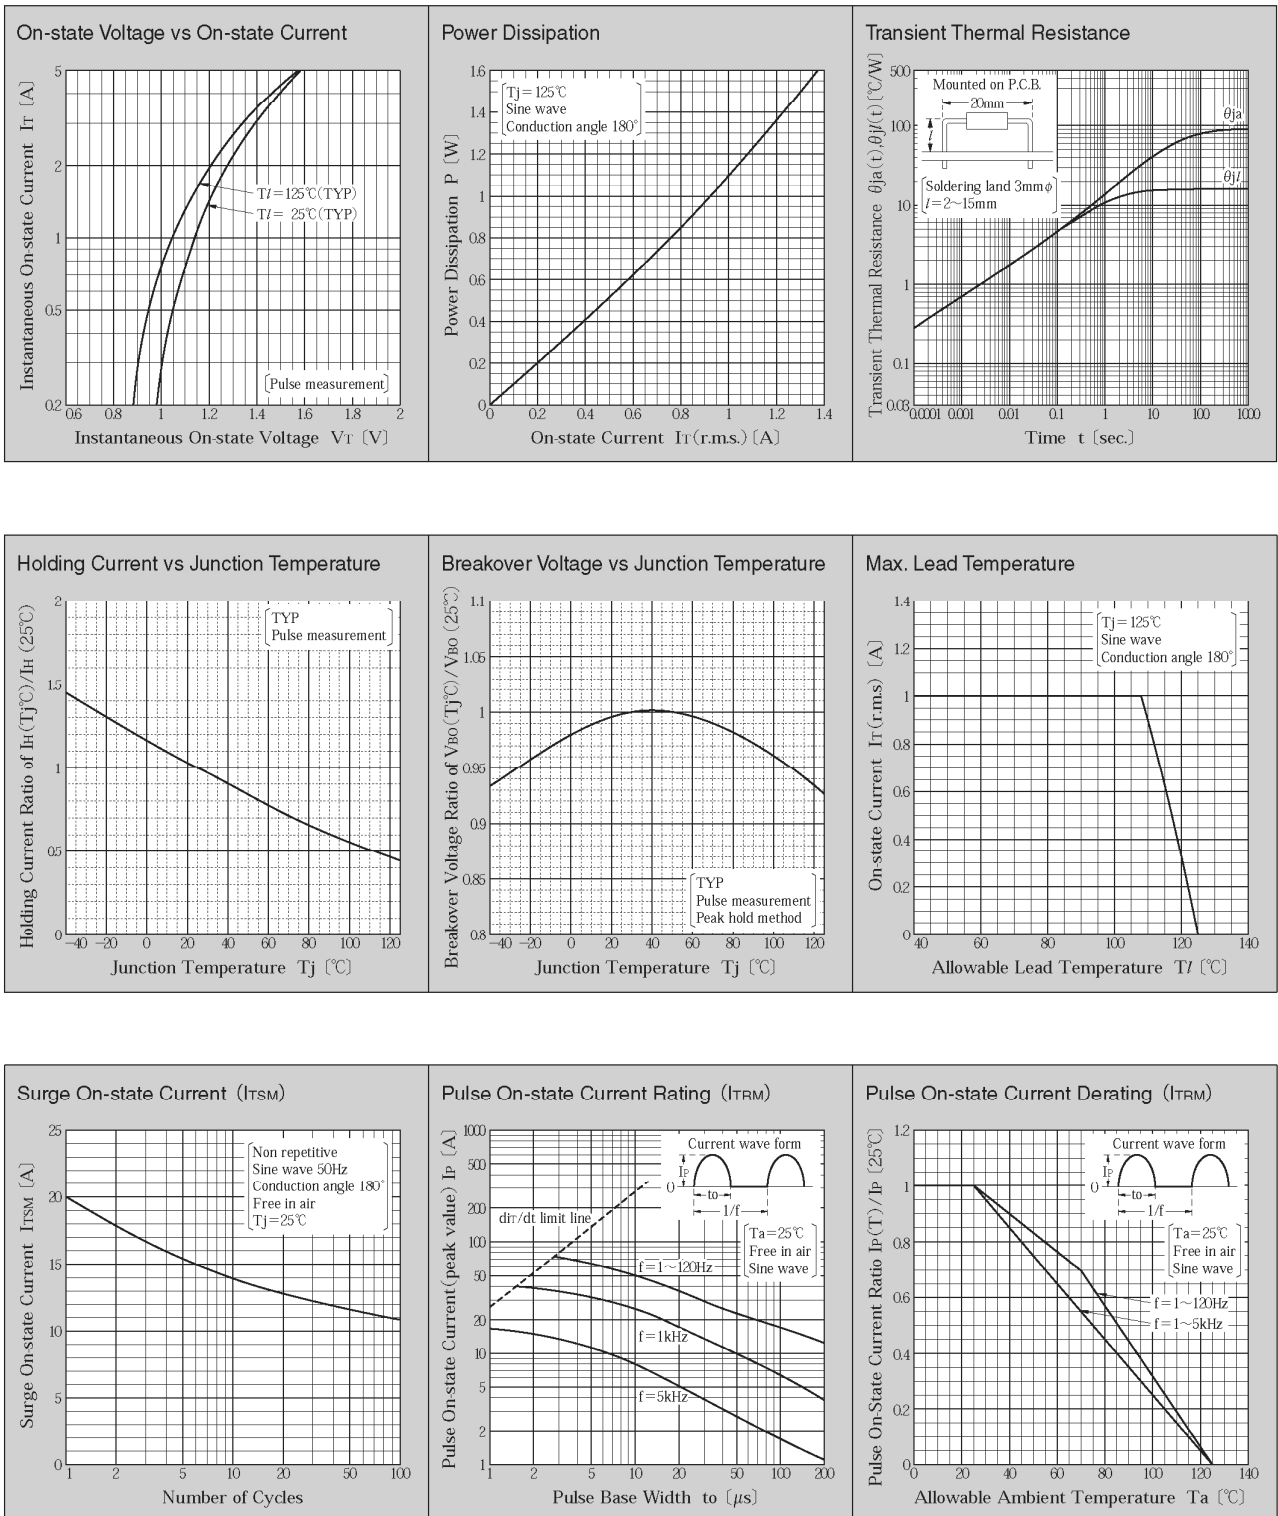 On-state Voltage vs On-state Current
Instantaneous On-state Current IT [A]
5
2
1
0.5
0.2
Tl=125℃(TYP)
Tl= 25℃(TYP)
[Pulse measurement]
0.6 0.8 1.0 1.2 1.4 1.6 1.8 2
Instantaneous On-state Voltage VT [V]
Power Dissipation
Power Dissipation P [W]
1.6
1.4
1.2
1
0.8
0.6
0.4
0.2
0
Tj=125℃
Sine wave
Conduction angle 180°
0 0.2 0.4 0.6 0.8 1 1.2 1.4
On-state Current IT(r.m.s.) [A]
Transient Thermal Resistance
Transient Thermal Resistance θja(t),θjl(t) [℃/W]
500
100
10
1
0.1
0.03
Mounted on P.C.B.
20mm
l
Soldering land 3mmφ
l=2~15mm
θja
θjl
0.0001 0.001 0.01 0.1 1 10 100 1000
Time t [sec.]
Holding Current vs Junction Temperature
Holding Current Ratio of IH(Tj℃)/IH (25℃)
2
1.5
1
0.5
0
TYP
Pulse measurement
−40 −20 0 20 40 60 80 100 120
Junction Temperature Tj [℃]
Breakover Voltage vs Junction Temperature
Breakover Voltage Ratio of VBO(Tj℃)/VBO (25℃)
1.1
1.05
1
0.95
0.9
0.85
0.8
TYP
Pulse measurement
Peak hold method
−40 −20 0 20 40 60 80 100 120
Junction Temperature Tj [℃]
Max. Lead Temperature
On-state Current IT(r.m.s) [A]
1.4
1.2
1
0.8
0.6
0.4
0.2
0
Tj=125℃
Sine wave
Conduction angle 180°
40 60 80 100 120 140
Allowable Lead Temperature Tl [℃]
Surge On-state Current (ITSM)
Surge On-state Current ITSM [A]
25
20
15
10
5
0
Non repetitive
Sine wave 50Hz
Conduction angle 180°
Free in air
Tj=25℃
1 2 5 10 20 50 100
Number of Cycles
Pulse On-state Current Rating (ITRM)
Pulse On-state Current(peak value) IP [A]
1000
500
200
100
50
20
10
5
2
1
Current wave form
IP
0
to
1/f
diT/dt limit line
Ta=25℃
Free in air
Sine wave
f=1~120Hz
f=1kHz
f=5kHz
1 2 5 10 20 50 100 200
Pulse Base Width to [μs]
Pulse On-state Current Derating (ITRM)
Pulse On-State Current Ratio IP(T)/IP [25℃]
1.2
1
0.8
0.6
0.4
0.2
0
Current wave form
IP
0
to
1/f
Ta=25℃
Free in air
Sine wave
f=1~120Hz
f=1~5kHz
0 20 40 60 80 100 120 140
Allowable Ambient Temperature Ta [℃]